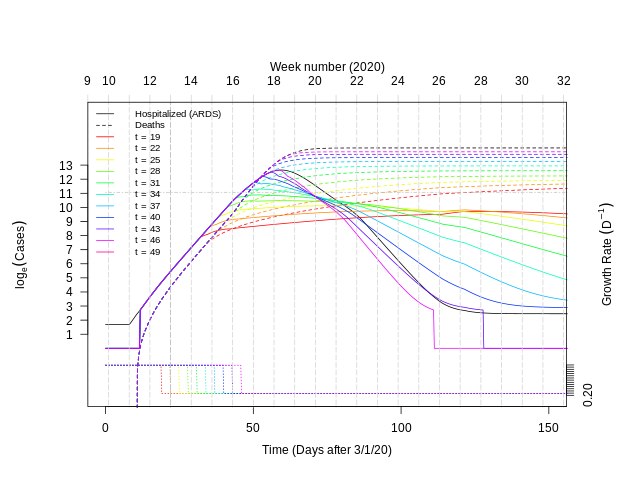 Week number (2020)
9 10 12 14 16 18 20 22 24 26 28 30 32
Hospitalized (ARDS)
Deaths
t = 19
t = 22
t = 25
t = 28
t = 31
t = 34
t = 37
t = 40
t = 43
t = 46
t = 49
13
12
11
10
9
8
7
6
5
4
3
2
1
loge(Cases)
Growth Rate (D−1)
0.20
0 50 100 150
Time (Days after 3/1/20)